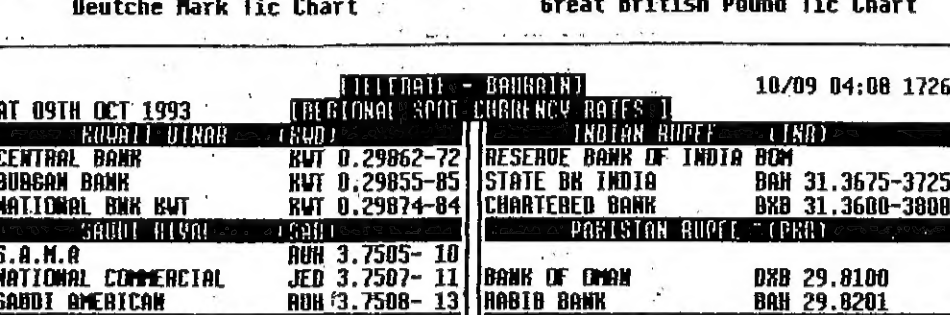 Deutche Mark Tic Chart    Great British Pound Tic Chart
[TELERATE - BAHRAIN]    10/09 04:08 1726
AT 09TH OCT 1993    [REGIONAL SPOT CURRENCY RATES ]
KUWAIT DINAR (KWD)    INDIAN RUPEE (INR)
CENTRAL BANK KWT 0.29862-72    RESERVE BANK OF INDIA BOM
BURGAN BANK KWT 0.29855-85    STATE BK INDIA BAH 31.3675-3725
NATIONAL BNK KWT KWT 0.29874-84    CHARTERED BANK DXB 31.3600-3800
SAUDI RIYAL (SAR)    PAKISTAN RUPEE (PKR)
S.A.M.A RUH 3.7505- 10
NATIONAL COMMERCIAL JED 3.7507- 11    BANK OF OMAN DXB 29.8100
SAUDI AMERICAN RUH 3.7508- 13    HABIB BANK BAH 29.8201